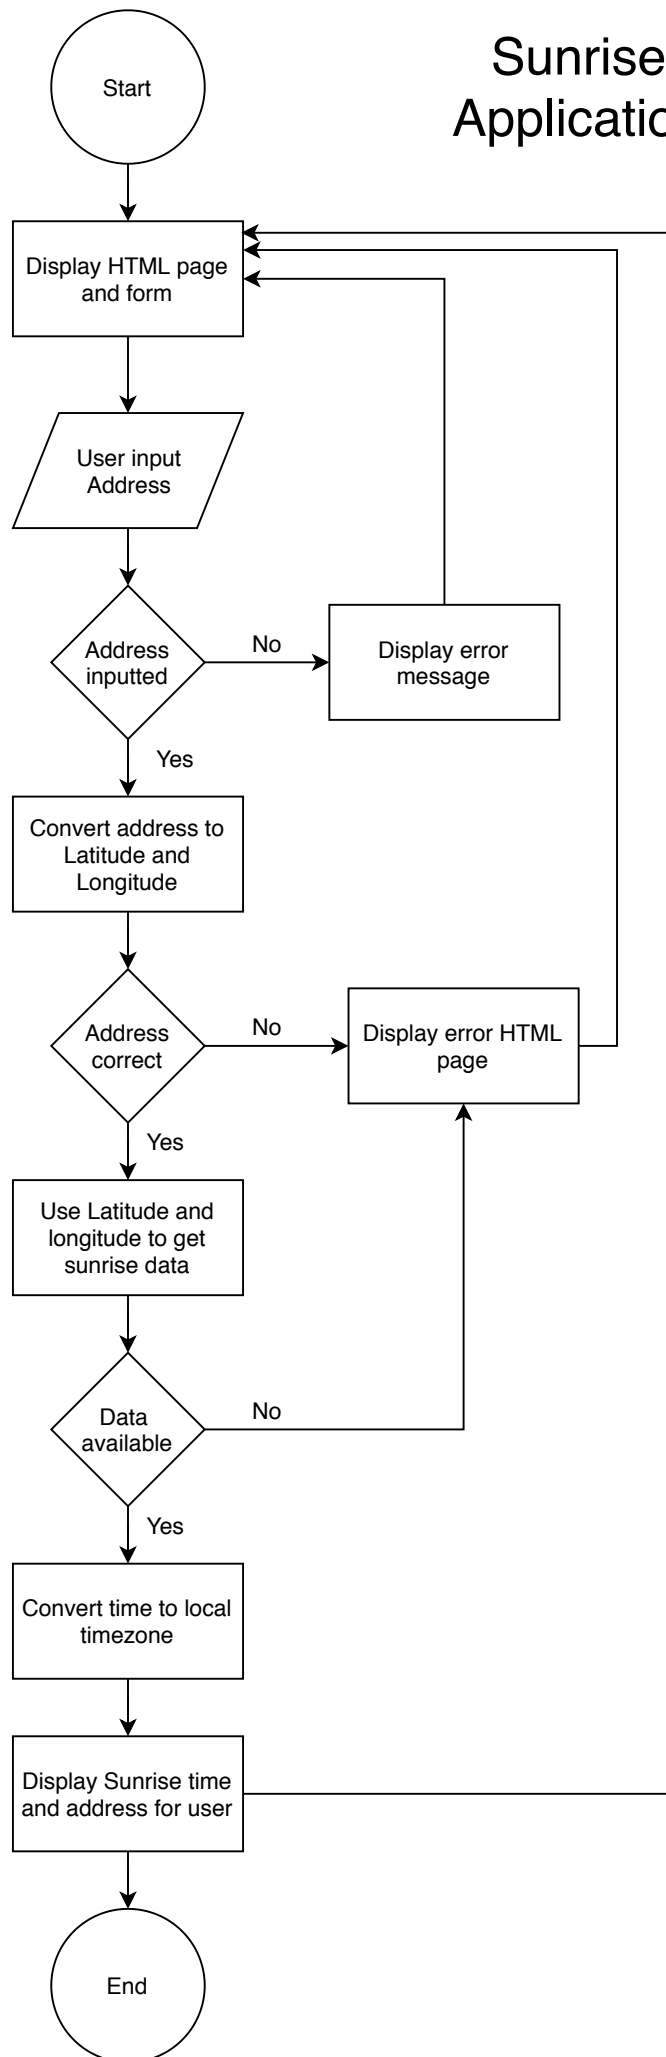 Sunrise
Applicatio
Start
Display HTML page
and form
User input
Address
Address
inputted
No
Display error
message
Yes
Convert address to
Latitude and
Longitude
Address
correct
No
Display error HTML
page
Yes
Use Latitude and
longitude to get
sunrise data
Data
available
No
Yes
Convert time to local
timezone
Display Sunrise time
and address for user
End